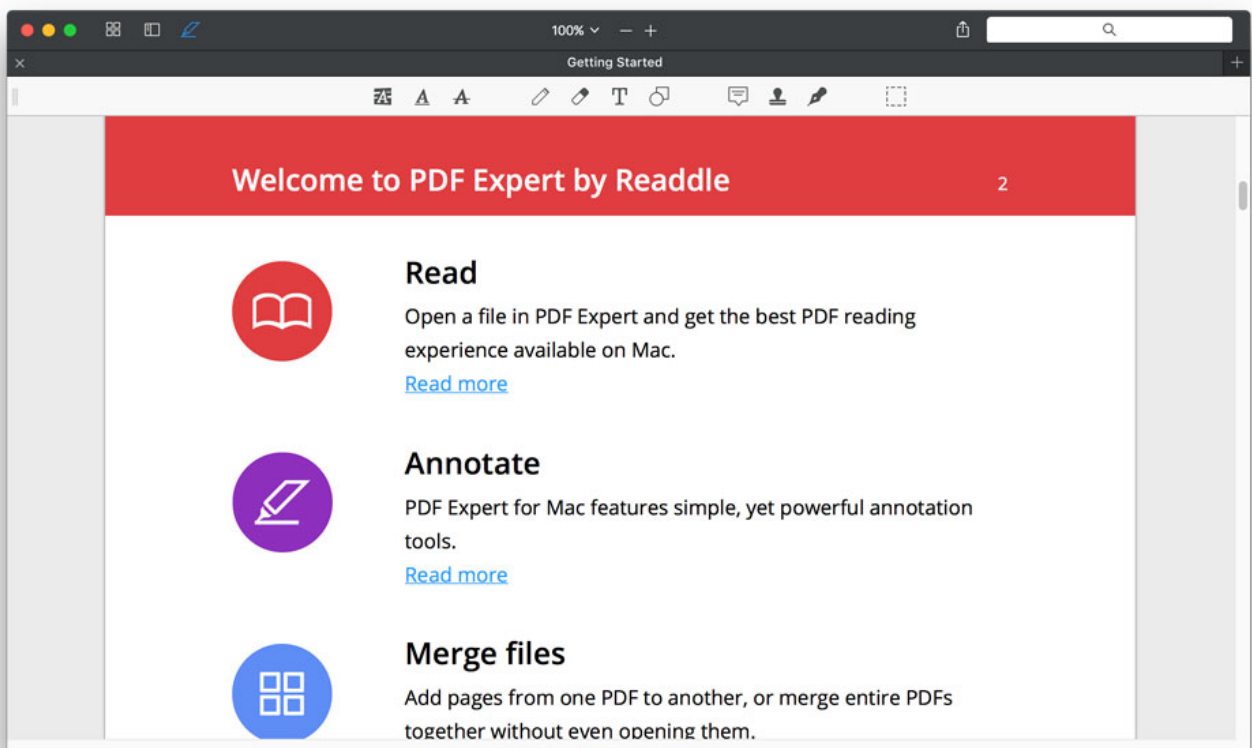 100%
Getting Started
A A A T
Welcome to PDF Expert by Readdle 2
Read
Open a file in PDF Expert and get the best PDF reading
experience available on Mac.
Read more
Annotate
PDF Expert for Mac features simple, yet powerful annotation
tools.
Read more
Merge files
Add pages from one PDF to another, or merge entire PDFs
together without even opening them.